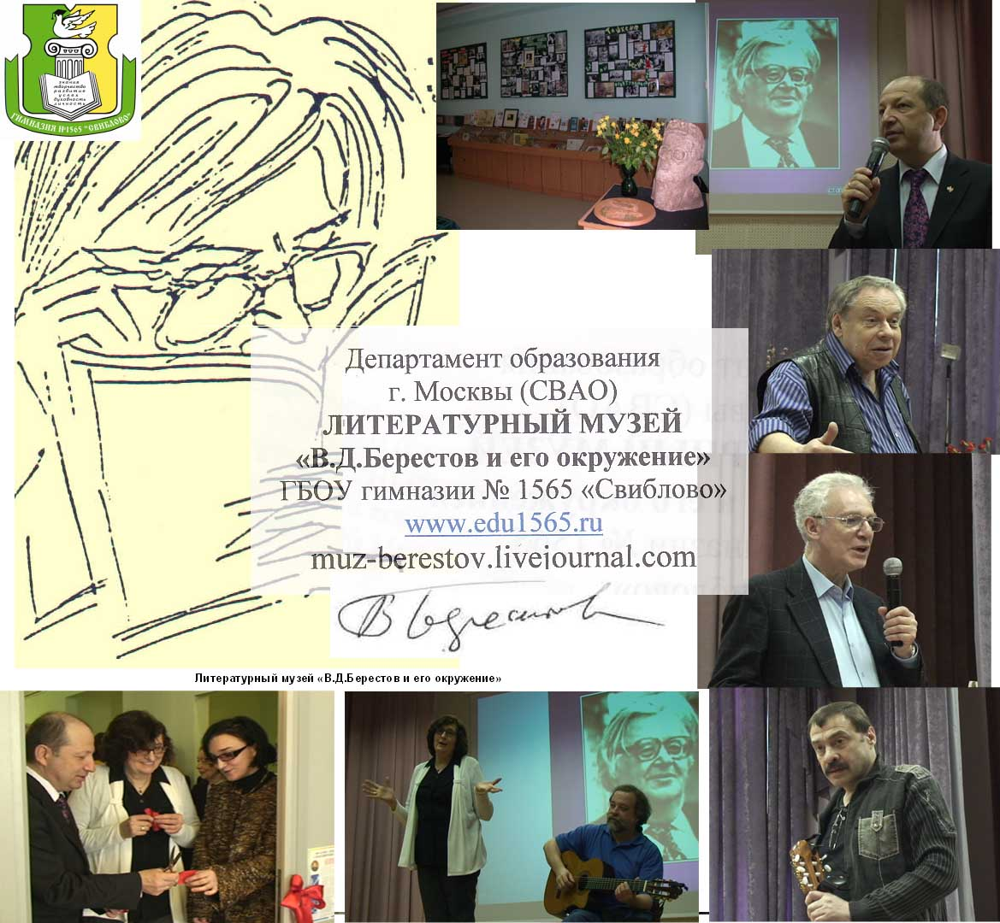 знания
творчество
развитие
успех
духовность
личность
ГИМНАЗИЯ №1565 "СВИБЛОВО"
Ташкент
Департамент образования
г. Москвы (СВАО)
ЛИТЕРАТУРНЫЙ МУЗЕЙ
«В.Д.Берестов и его окружение»
ГБОУ гимназии № 1565 «Свиблово»
www.edu1565.ru
muz-berestov.livejournal.com
В Берестов
Литературный музей «В.Д.Берестов и его окружение»